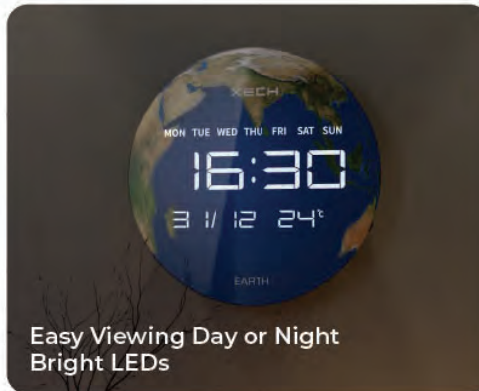 XECH
MON TUE WED THU FRI SAT SUN
16:30
31/12 24℃
EARTH
Easy Viewing Day or Night
Bright LEDs